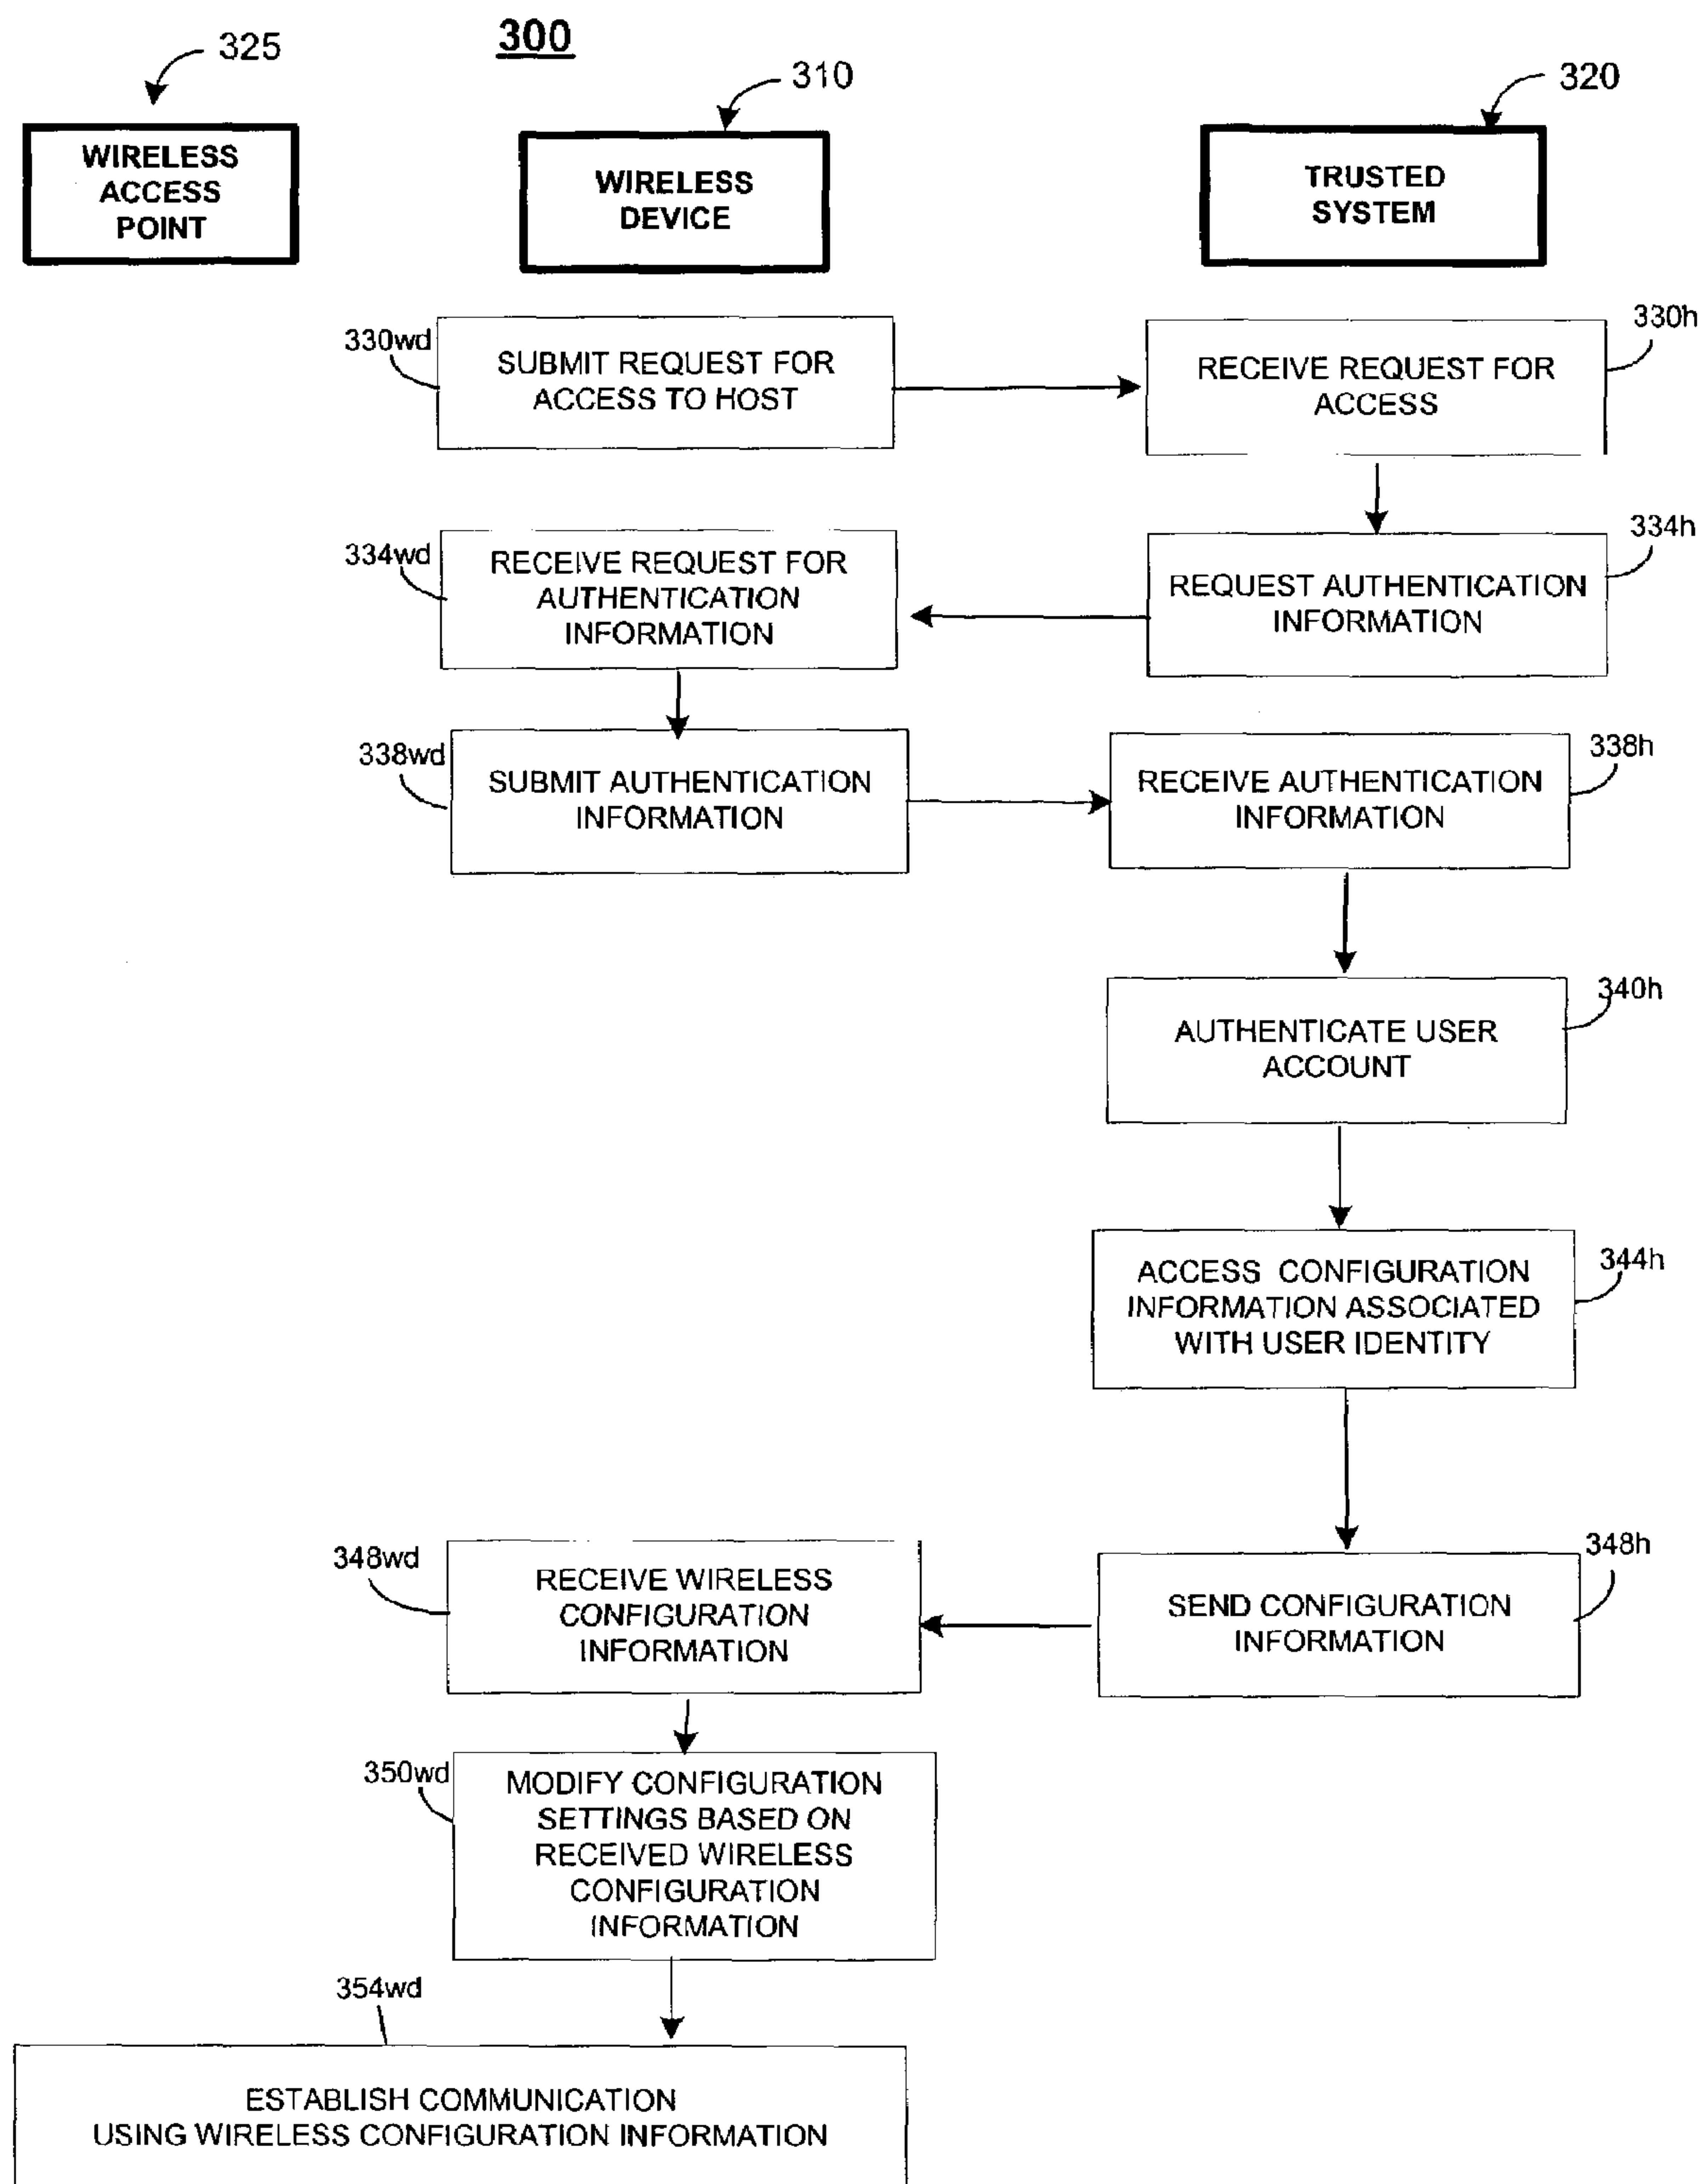 300
325
310
320
WIRELESS
ACCESS
POINT
WIRELESS
DEVICE
TRUSTED
SYSTEM
330wd
SUBMIT REQUEST FOR
ACCESS TO HOST
330h
RECEIVE REQUEST FOR
ACCESS
334wd
RECEIVE REQUEST FOR
AUTHENTICATION
INFORMATION
334h
REQUEST AUTHENTICATION
INFORMATION
338wd
SUBMIT AUTHENTICATION
INFORMATION
338h
RECEIVE AUTHENTICATION
INFORMATION
340h
AUTHENTICATE USER
ACCOUNT
344h
ACCESS CONFIGURATION
INFORMATION ASSOCIATED
WITH USER IDENTITY
348wd
RECEIVE WIRELESS
CONFIGURATION
INFORMATION
348h
SEND CONFIGURATION
INFORMATION
350wd
MODIFY CONFIGURATION
SETTINGS BASED ON
RECEIVED WIRELESS
CONFIGURATION
INFORMATION
354wd
ESTABLISH COMMUNICATION
USING WIRELESS CONFIGURATION INFORMATION